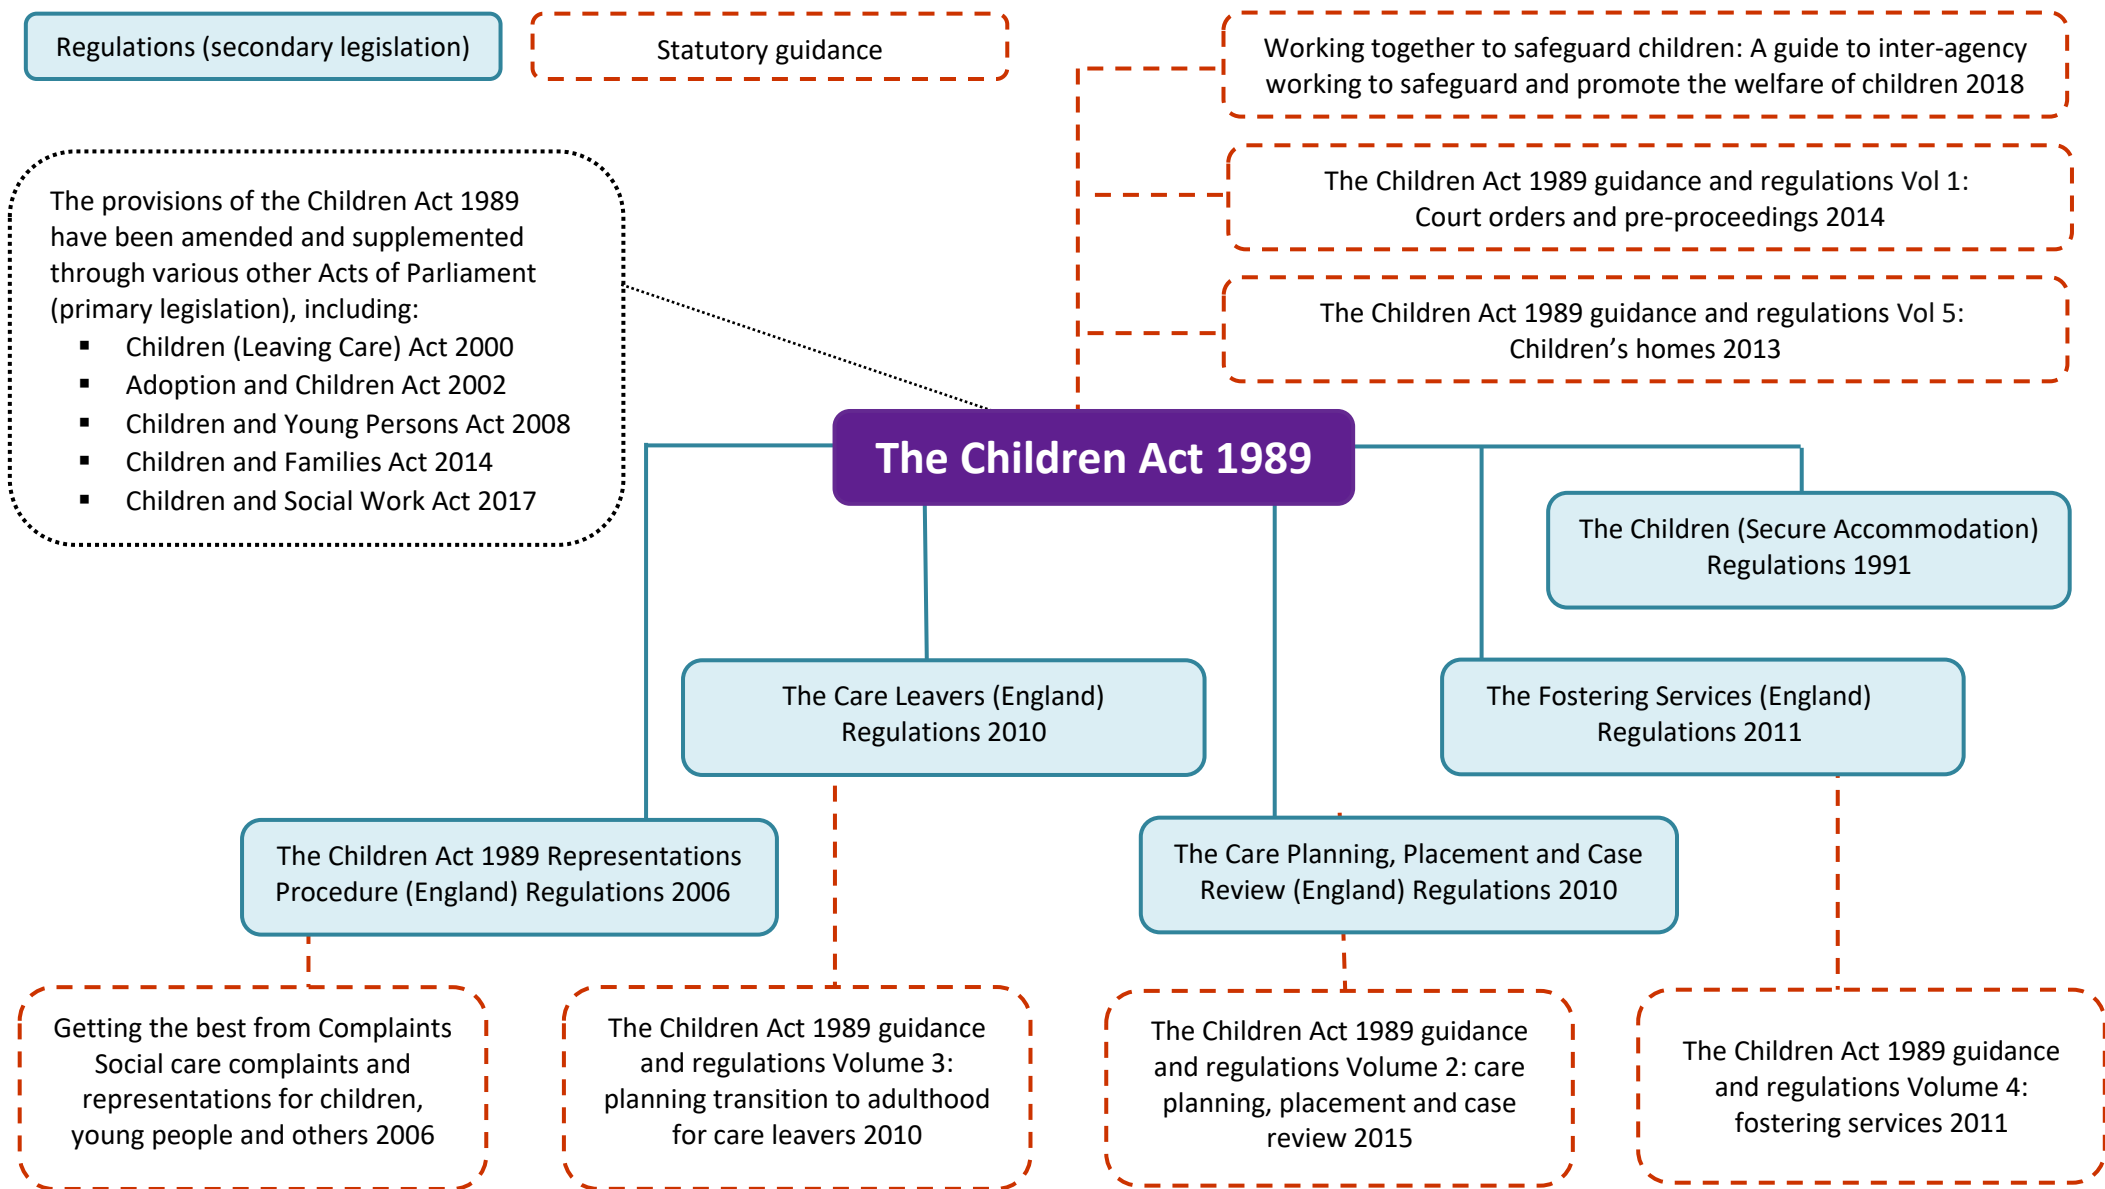 Regulations (secondary legislation)
Statutory guidance
Working together to safeguard children: A guide to inter-agency
working to safeguard and promote the welfare of children 2018
The Children Act 1989 guidance and regulations Vol 1:
Court orders and pre-proceedings 2014
The Children Act 1989 guidance and regulations Vol 5:
Children’s homes 2013
The provisions of the Children Act 1989
have been amended and supplemented
through various other Acts of Parliament
(primary legislation), including:
▪ Children (Leaving Care) Act 2000
▪ Adoption and Children Act 2002
▪ Children and Young Persons Act 2008
▪ Children and Families Act 2014
▪ Children and Social Work Act 2017
The Children Act 1989
The Children (Secure Accommodation)
Regulations 1991
The Care Leavers (England)
Regulations 2010
The Fostering Services (England)
Regulations 2011
The Children Act 1989 Representations
Procedure (England) Regulations 2006
The Care Planning, Placement and Case
Review (England) Regulations 2010
Getting the best from Complaints
Social care complaints and
representations for children,
young people and others 2006
The Children Act 1989 guidance
and regulations Volume 3:
planning transition to adulthood
for care leavers 2010
The Children Act 1989 guidance
and regulations Volume 2: care
planning, placement and case
review 2015
The Children Act 1989 guidance
and regulations Volume 4:
fostering services 2011